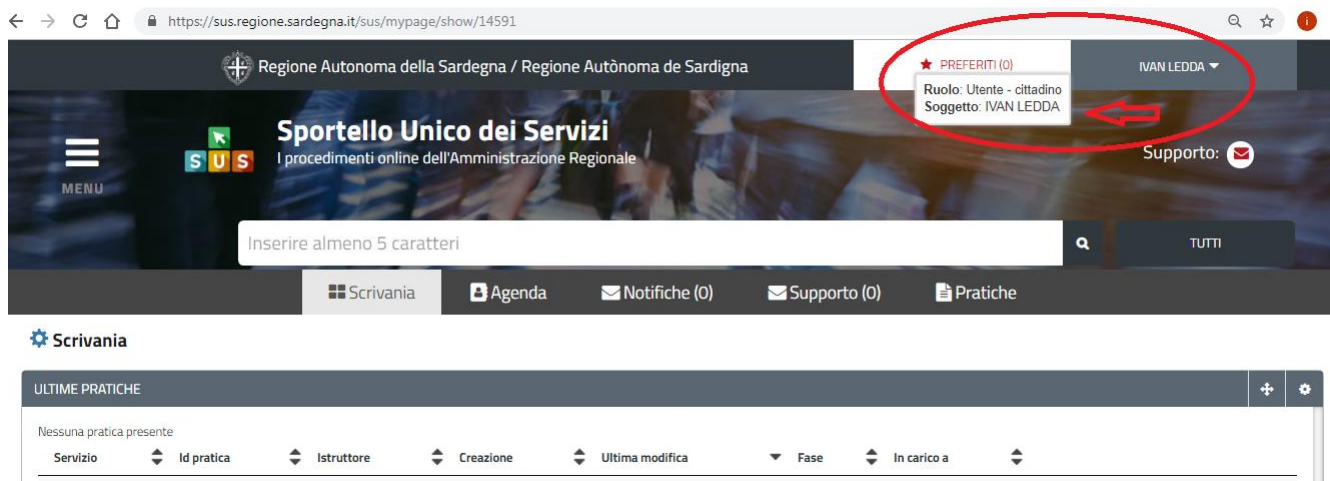 https://sus.regione.sardegna.it/sus/mypage/show/14591
i
Regione Autonoma della Sardegna / Regione Autònoma de Sardigna
PREFERITI (0)
IVAN LEDDA
Ruolo: Utente - cittadino
Soggetto: IVAN LEDDA
MENU
SUS
Sportello Unico dei Servizi
I procedimenti online dell'Amministrazione Regionale
Supporto:
Inserire almeno 5 caratteri
TUTTI
Scrivania Agenda Notifiche (0) Supporto (0) Pratiche
Scrivania
ULTIME PRATICHE
Nessuna pratica presente
Servizio Id pratica Istruttore Creazione Ultima modifica Fase In carico a